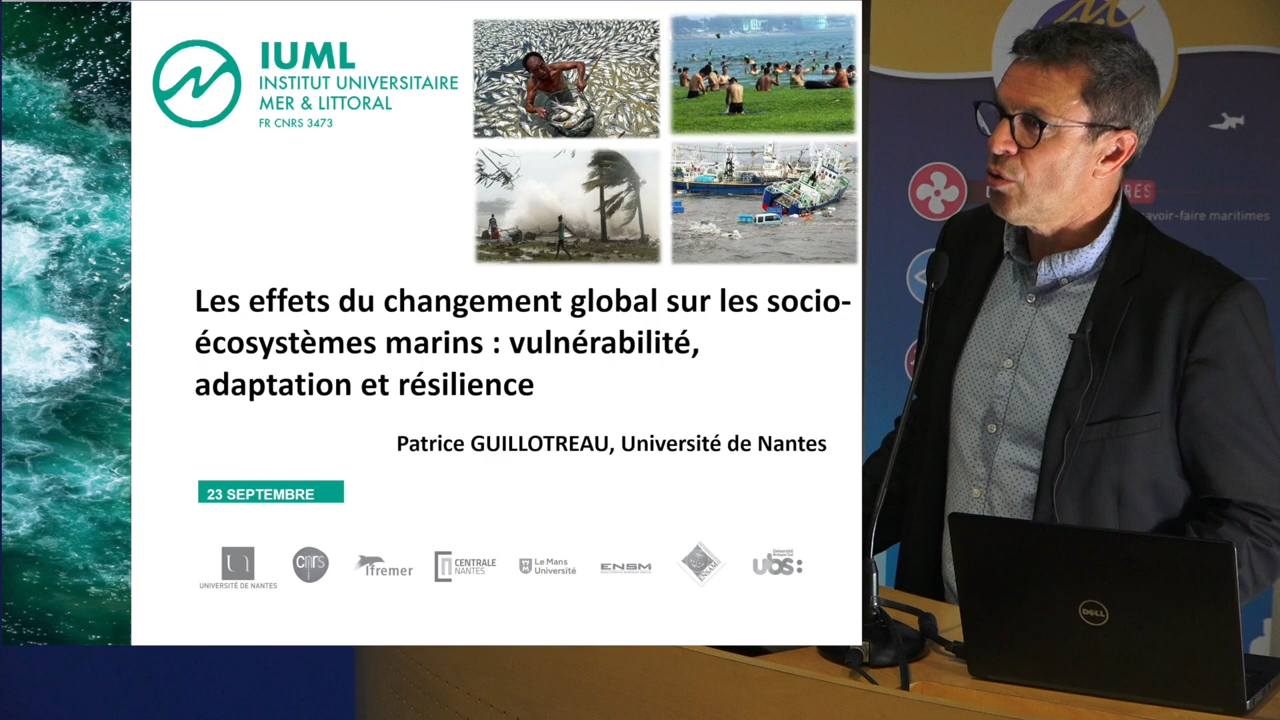 IUML
INSTITUT UNIVERSITAIRE
MER & LITTORAL
FR CNRS 3473
Les effets du changement global sur les socio-
écosystèmes marins : vulnérabilité,
adaptation et résilience
Patrice GUILLOTREAU, Université de Nantes
23 SEPTEMBRE
UNIVERSITÉ DE NANTES
cnrs
Ifremer
CENTRALE
NANTES
Le Mans
Université
ENSM
ubs:
RES
avoir-faire maritimes
DELL